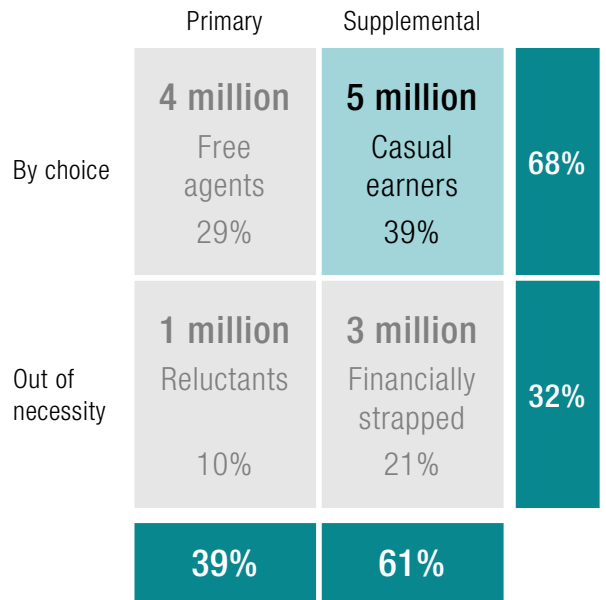 Primary
Supplemental
By choice
4 million
Free
agents
29%
5 million
Casual
earners
39%
68%
Out of
necessity
1 million
Reluctants
10%
3 million
Financially
strapped
21%
32%
39%
61%